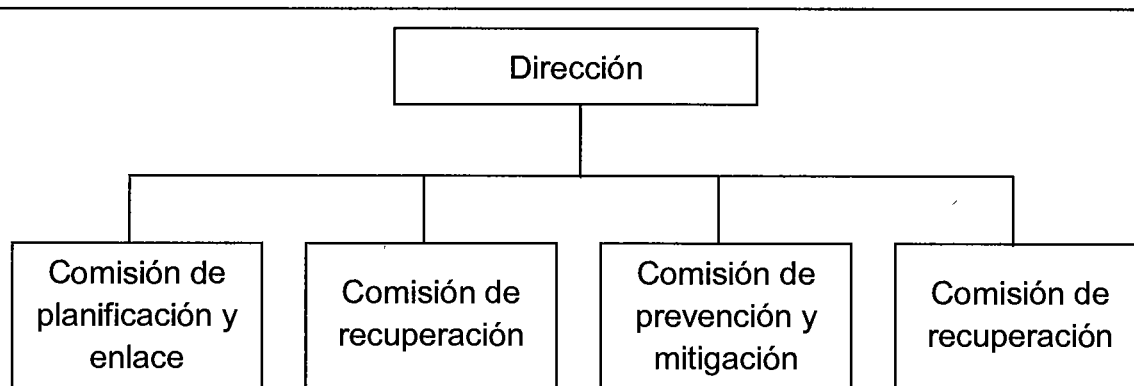 Dirección
Comisión de
planificación y
enlace
Comisión de
recuperación
Comisión de
prevención y
mitigación
Comisión de
recuperación